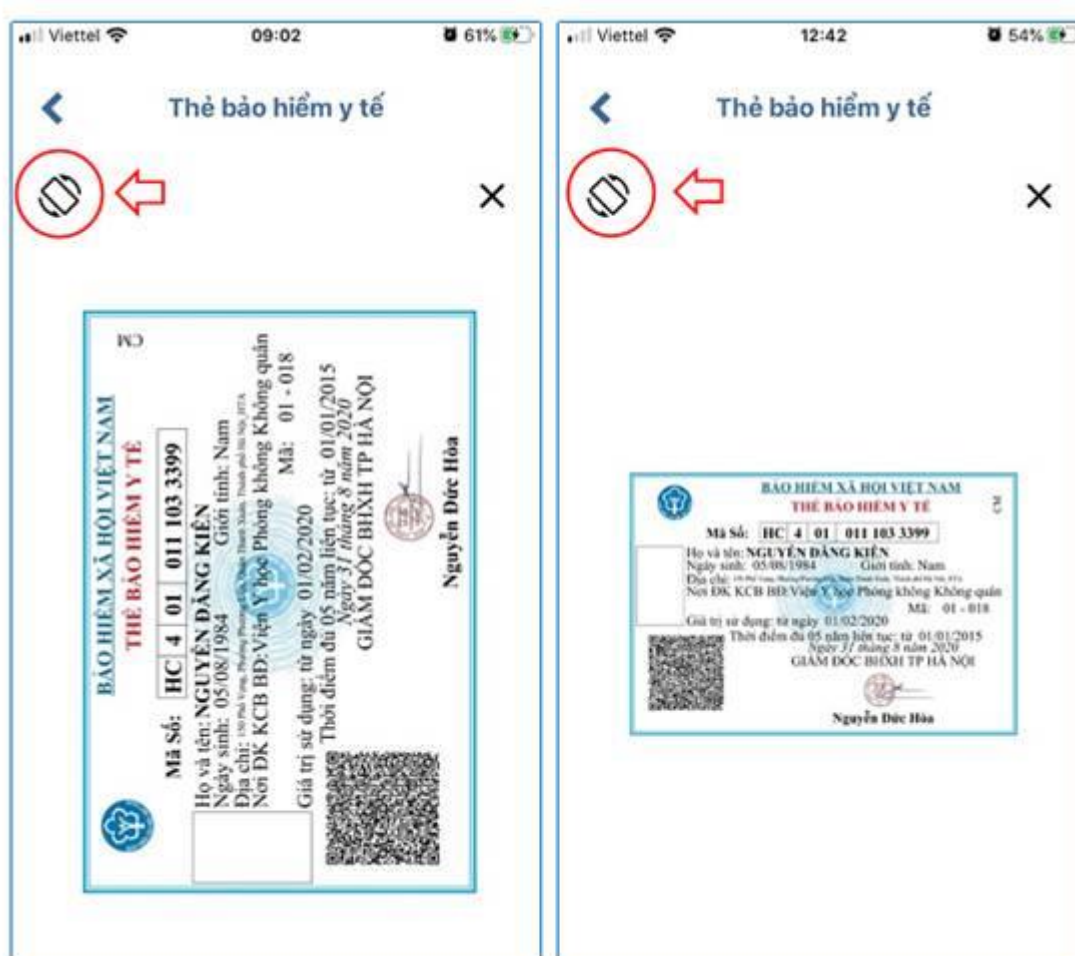 Viettel
09:02
61%
Thẻ bảo hiểm y tế
CM
BẢO HIỂM XÃ HỘI VIỆT NAM
THẺ BẢO HIỂM Y TẾ
Mã Số: HC 4 01 011 103 3399
Họ và tên: NGUYỄN ĐĂNG KIÊN
Ngày sinh: 05/08/1984 Giới tính: Nam
Địa chỉ:
Nơi ĐK KCB BĐ: Viện Y học Phòng không Không quân
Mã: 01 - 018
Giá trị sử dụng: từ ngày 01/02/2020
Thời điểm đủ 05 năm liên tục: từ 01/01/2015
Ngày 31 tháng 8 năm 2020
GIÁM ĐỐC BHXH TP HÀ NỘI
Nguyễn Đức Hòa
Viettel
12:42
54%
Thẻ bảo hiểm y tế
BẢO HIỂM XÃ HỘI VIỆT NAM
THẺ BẢO HIỂM Y TẾ
Mã Số: HC 4 01 011 103 3399
Họ và tên: NGUYỄN ĐĂNG KIÊN
Ngày sinh: 05/08/1984 Giới tính: Nam
Địa chỉ:
Nơi ĐK KCB BĐ: Viện Y học Phòng không Không quân
Mã: 01 - 018
Giá trị sử dụng: từ ngày 01/02/2020
Thời điểm đủ 05 năm liên tục: từ 01/01/2015
Ngày 31 tháng 8 năm 2020
GIÁM ĐỐC BHXH TP HÀ NỘI
Nguyễn Đức Hòa